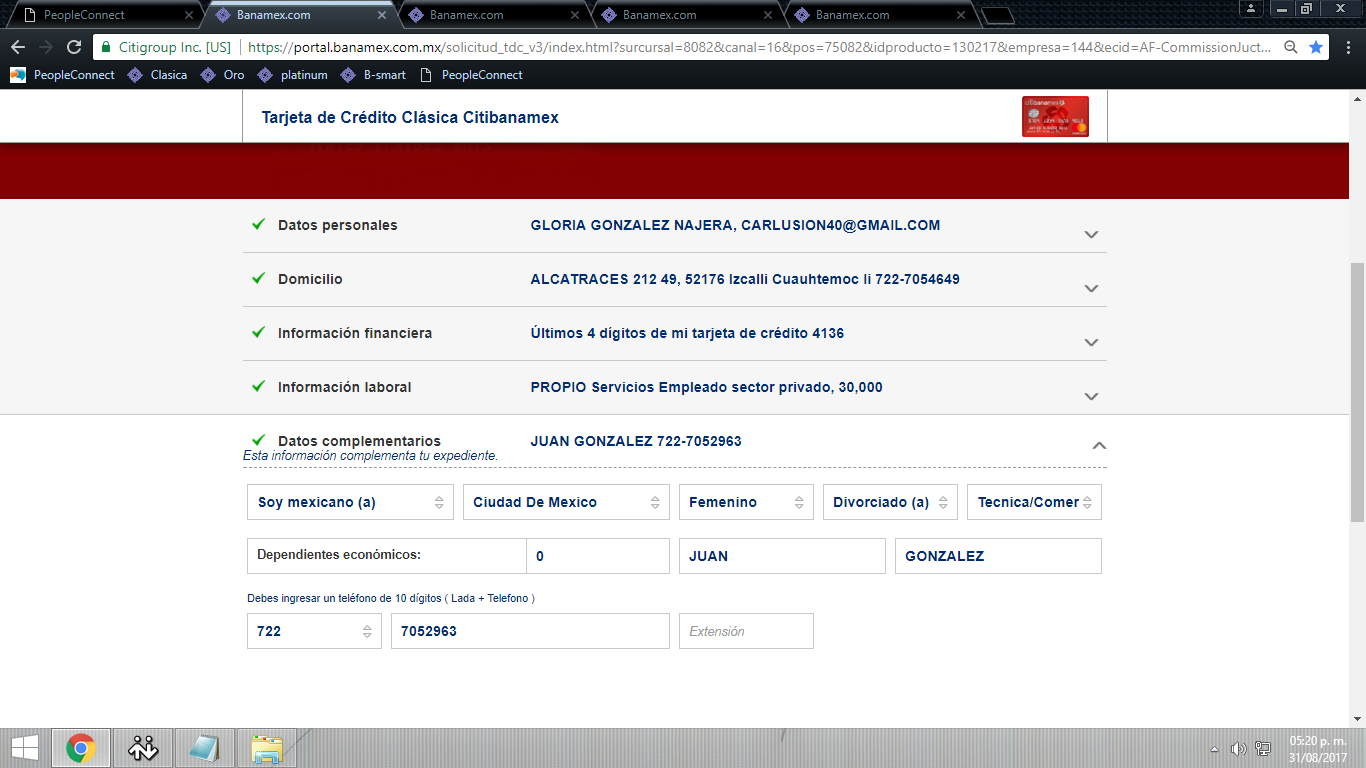 PeopleConnect
Banamex.com
Banamex.com
Banamex.com
Banamex.com
Citigroup Inc. [US] https://portal.banamex.com.mx/solicitud_tdc_v3/index.html?surcursal=8082&canal=16&pos=75082&idproducto=130217&empresa=144&ecid=AF-CommissionJuct...
PeopleConnect Clasica Oro platinum B-smart PeopleConnect
Tarjeta de Crédito Clásica Citibanamex
Datos personales GLORIA GONZALEZ NAJERA, CARLUSION40@GMAIL.COM
Domicilio ALCATRACES 212 49, 52176 Izcalli Cuauhtemoc Ii 722-7054649
Información financiera Últimos 4 dígitos de mi tarjeta de crédito 4136
Información laboral PROPIO Servicios Empleado sector privado, 30,000
Datos complementarios JUAN GONZALEZ 722-7052963
Esta información complementa tu expediente.
Soy mexicano (a) Ciudad De Mexico Femenino Divorciado (a) Tecnica/Comer
Dependientes económicos: 0 JUAN GONZALEZ
Debes ingresar un teléfono de 10 dígitos ( Lada + Telefono )
722 7052963 Extensión
05:20 p. m.
31/08/2017